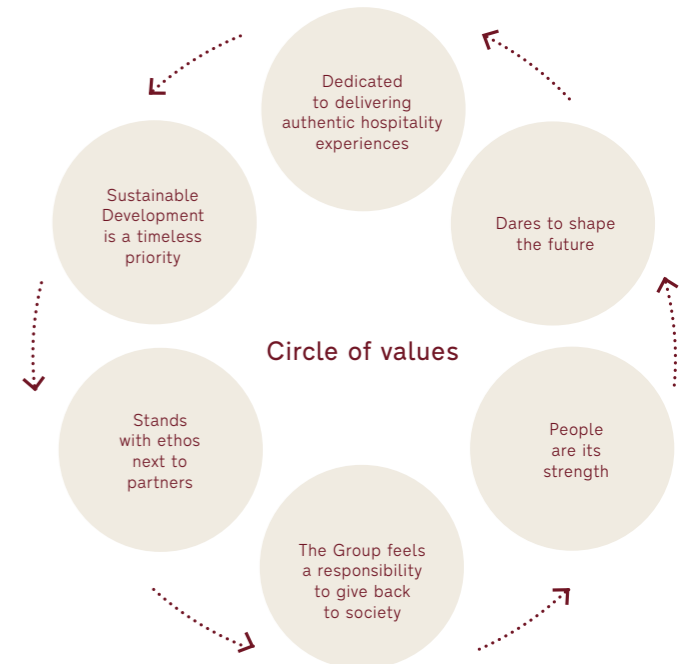 Dedicated
to delivering
authentic hospitality
experiences
Sustainable
Development
is a timeless
priority
Dares to shape
the future
Circle of values
Stands
with ethos
next to
partners
People
are its
strength
The Group feels
a responsibility
to give back
to society